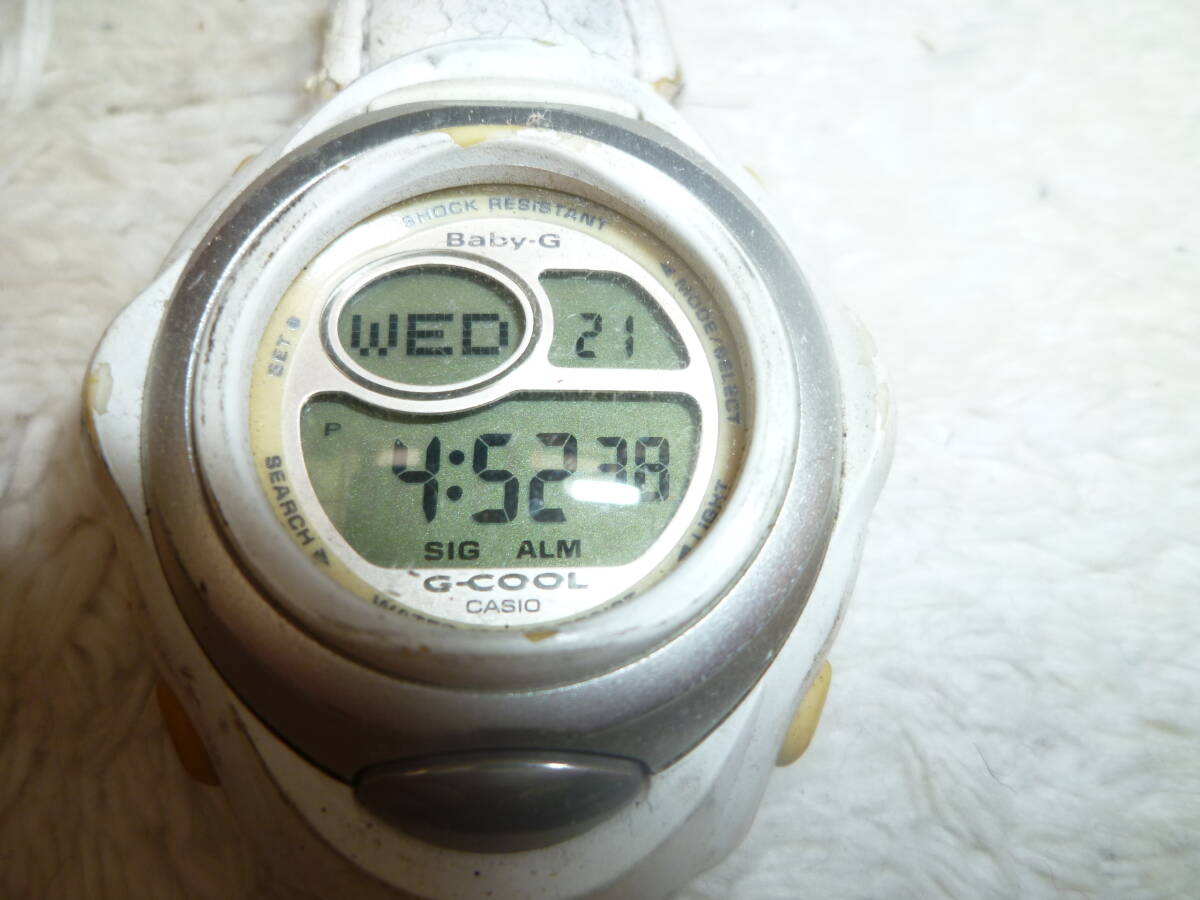 SHOCK RESISTANT
Baby-G
WED 21
SET
MODE/SELECT
P 4:52 38
SEARCH
LIGHT
SIG ALM
G-COOL
CASIO